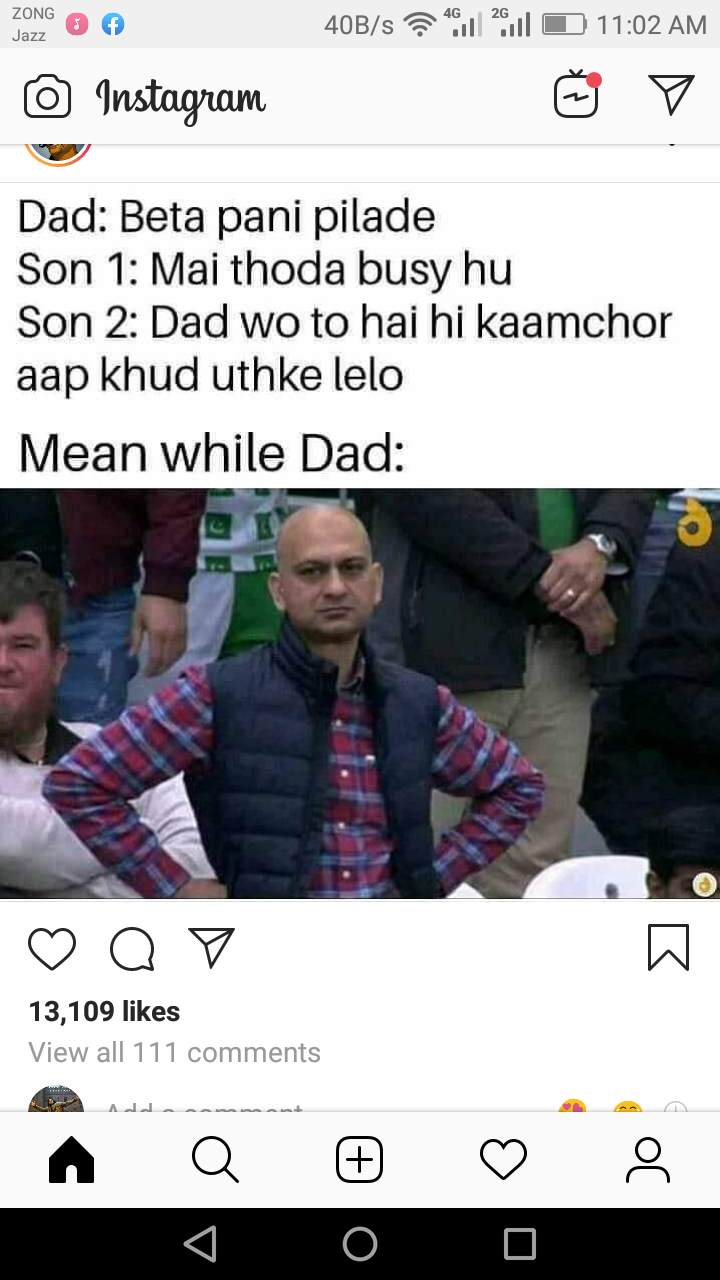 ZONG
Jazz
40B/s 4G 2G 11:02 AM
Instagram
Dad: Beta pani pilade
Son 1: Mai thoda busy hu
Son 2: Dad wo to hai hi kaamchor
aap khud uthke lelo
Mean while Dad:
13,109 likes
View all 111 comments
Add a comment